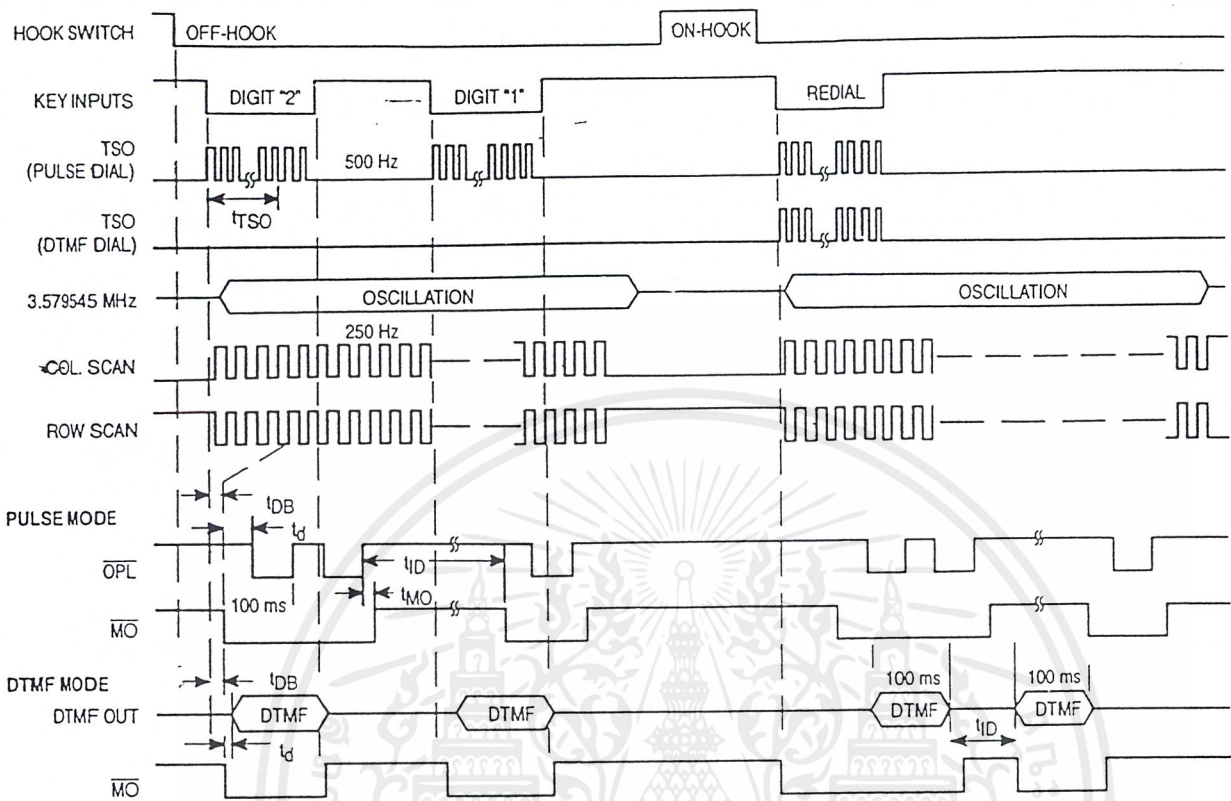 HOOK SWITCH OFF-HOOK ON-HOOK
KEY INPUTS DIGIT "2" DIGIT "1" REDIAL
TSO
(PULSE DIAL) 500 Hz
tTSO
TSO
(DTMF DIAL)
3.579545 MHz OSCILLATION OSCILLATION
250 Hz
COL. SCAN
ROW SCAN
tDB
PULSE MODE td
OPL tID
100 ms tMO
MO
DTMF MODE tDB 100 ms 100 ms
DTMF OUT DTMF DTMF DTMF DTMF
td tID
MO